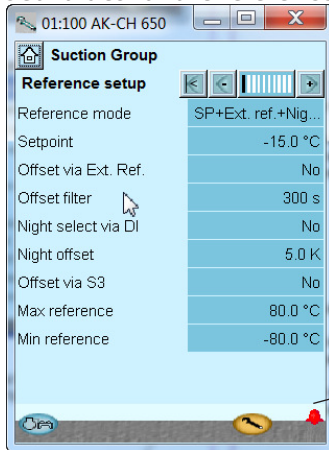 01:100 AK-CH 650
Suction Group
Reference setup
Reference mode SP+Ext. ref.+Nig...
Setpoint -15.0 °C
Offset via Ext. Ref. No
Offset filter 300 s
Night select via DI No
Night offset 5.0 K
Offset via S3 No
Max reference 80.0 °C
Min reference -80.0 °C